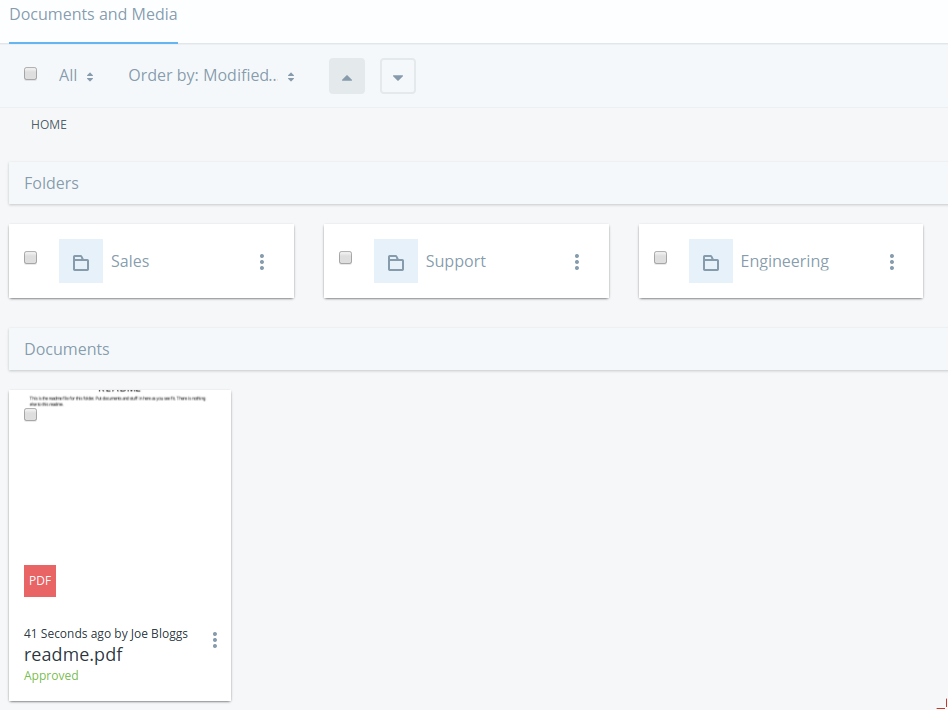 Documents and Media
All
Order by: Modified..
HOME
Folders
Sales
Support
Engineering
Documents
README
This is the readme file for this folder. Put documents and stuff in here as you see fit. There is nothing
else to this readme.
PDF
41 Seconds ago by Joe Bloggs
readme.pdf
Approved